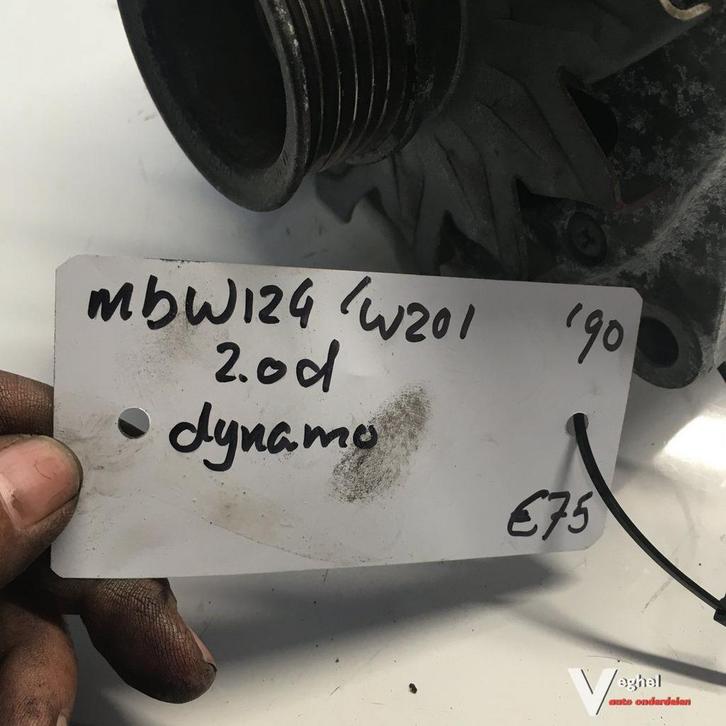 mbW124 /W201 '90
2.0d
dynamo
€75
Veghel
auto onderdelen